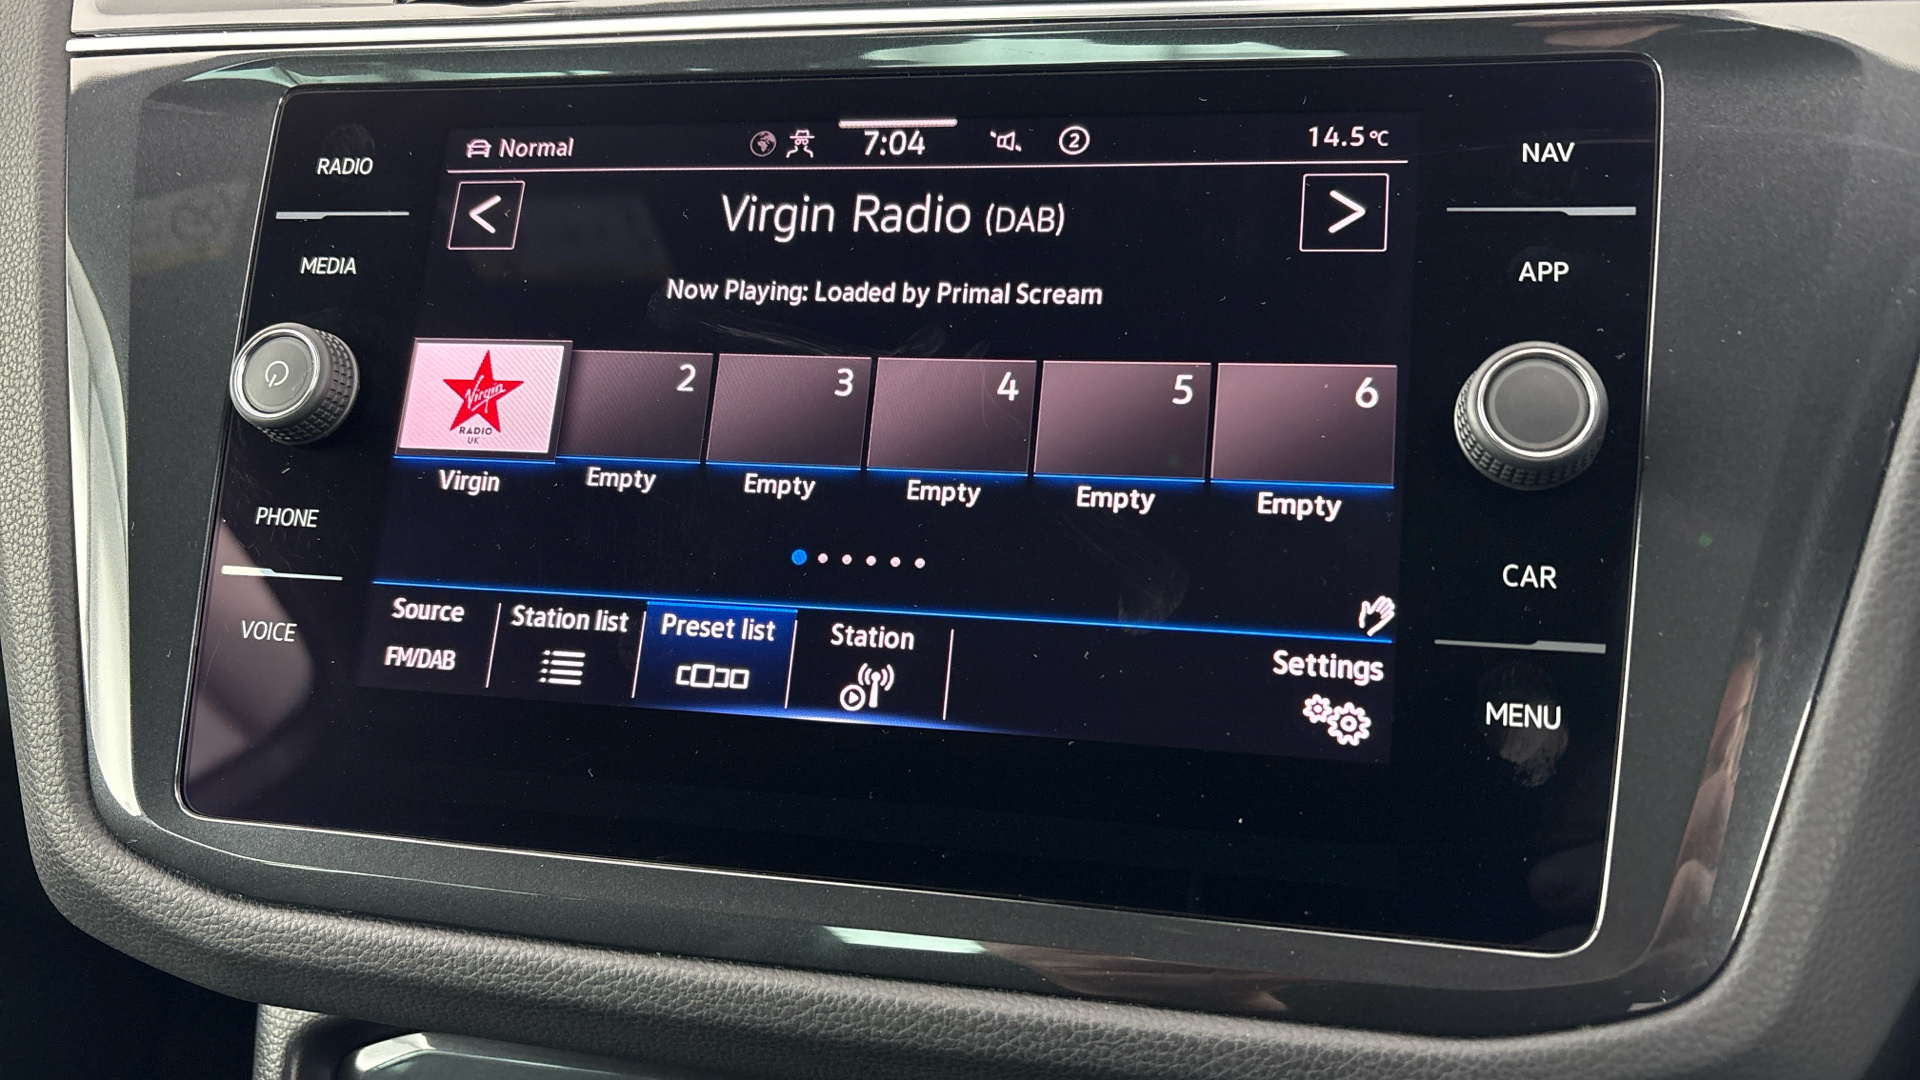 RADIO
MEDIA
PHONE
VOICE
Normal
7:04
2
14.5°C
<
Virgin Radio (DAB)
>
Now Playing: Loaded by Primal Scream
Virgin
RADIO
UK
2
3
4
5
6
Virgin
Empty
Empty
Empty
Empty
Empty
Source
FM/DAB
Station list
Preset list
Station
Settings
NAV
APP
CAR
MENU